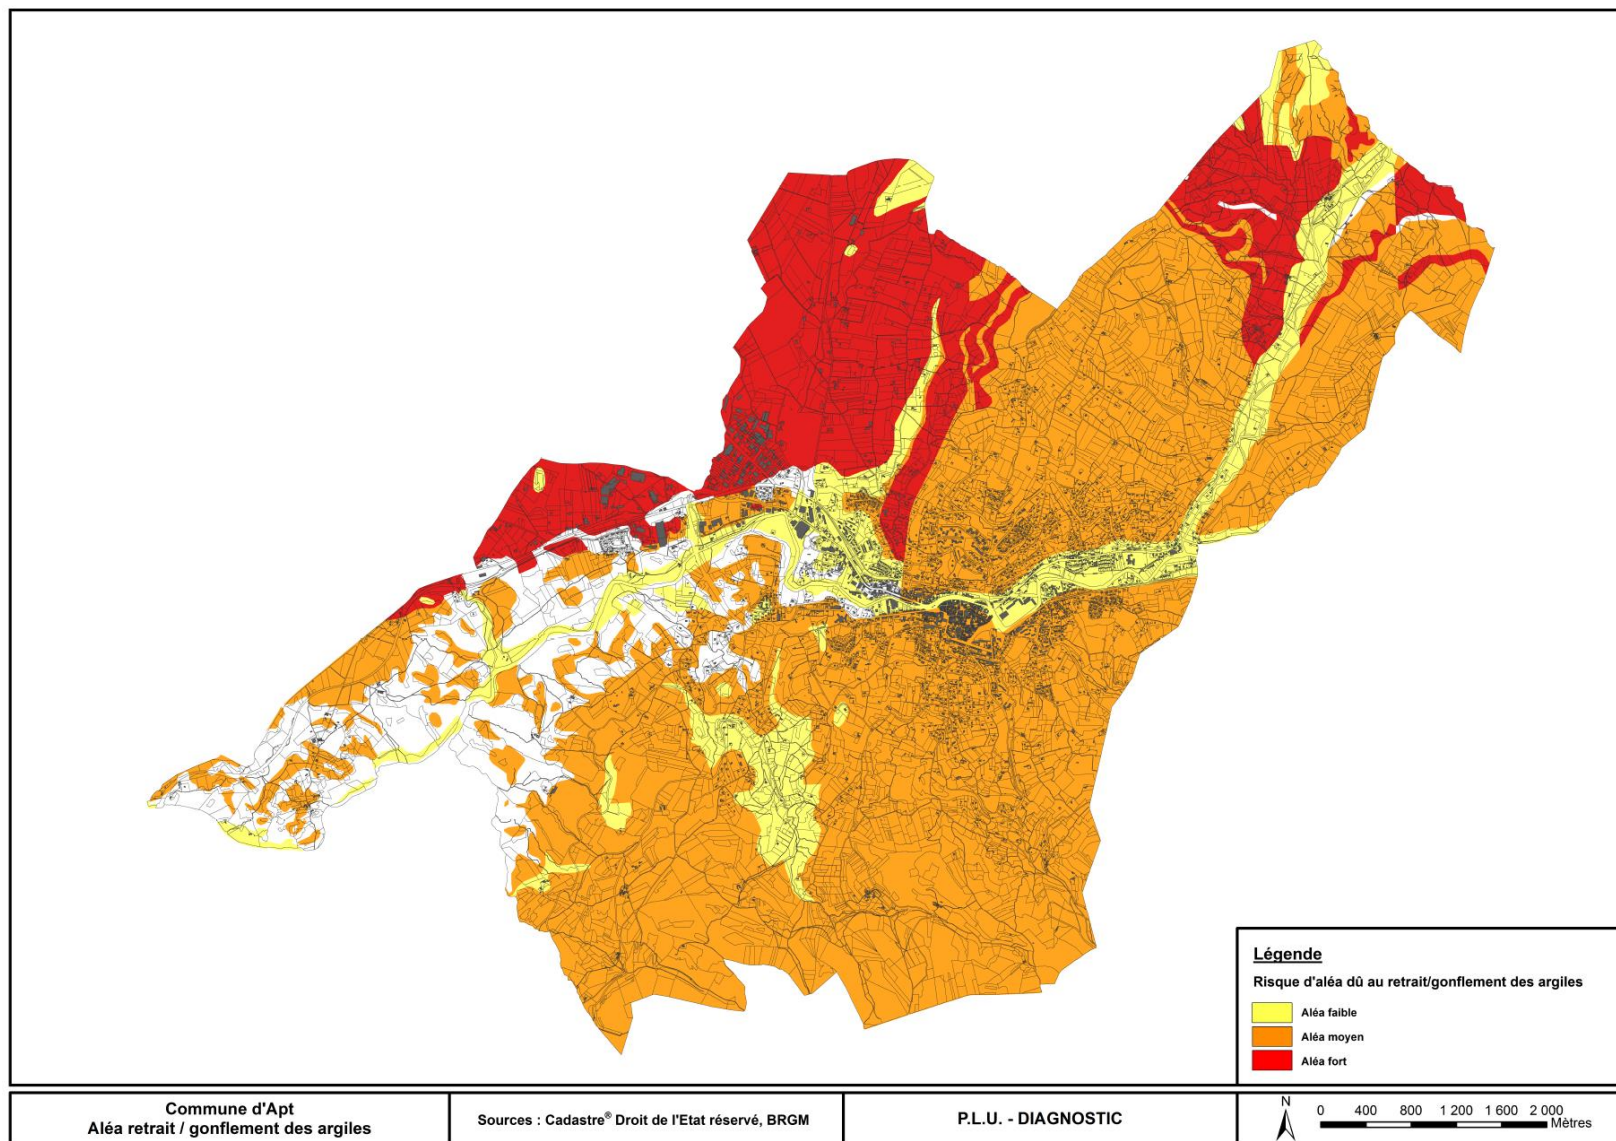 Légende
Risque d'aléa dû au retrait/gonflement des argiles
Aléa faible
Aléa moyen
Aléa fort
Commune d'Apt
Aléa retrait / gonflement des argiles
Sources : Cadastre® Droit de l'Etat réservé, BRGM
P.L.U. - DIAGNOSTIC
N
0 400 800 1 200 1 600 2 000
Mètres